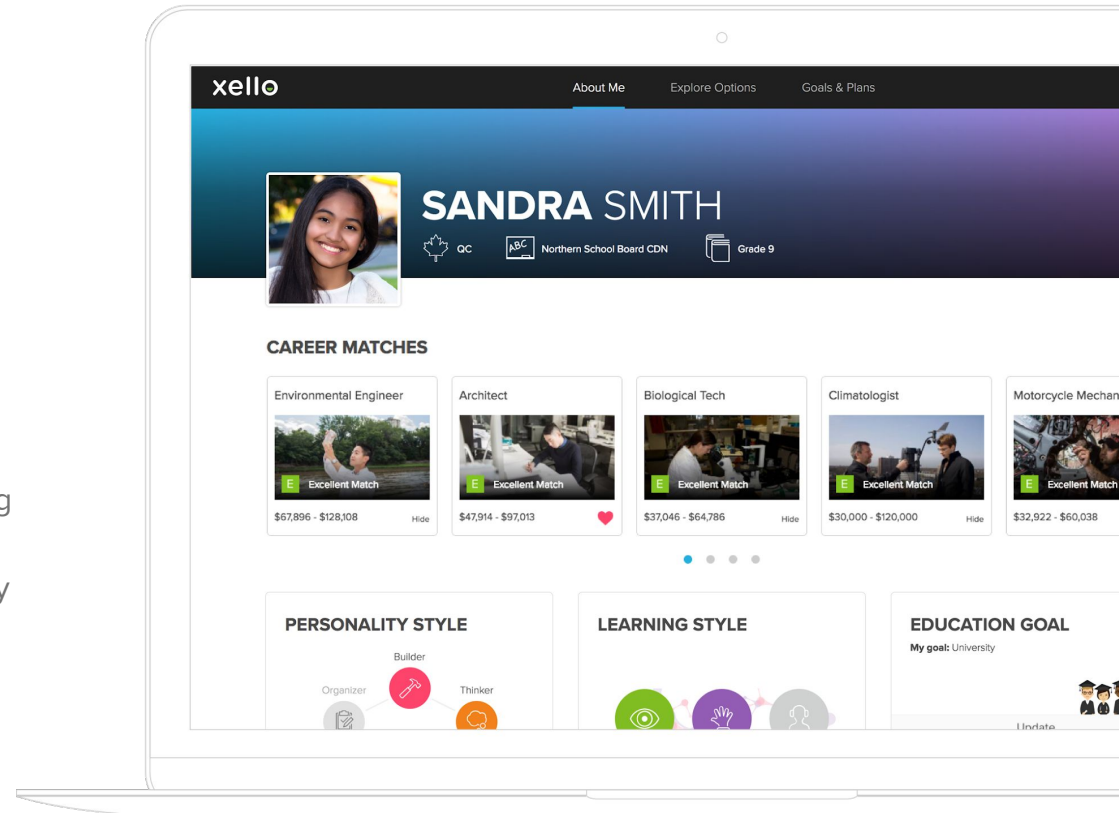 xello
About Me Explore Options Goals & Plans
SANDRA SMITH
QC ABC Northern School Board CDN Grade 9
CAREER MATCHES
Environmental Engineer Architect Biological Tech Climatologist Motorcycle Mechan
E Excellent Match E Excellent Match E Excellent Match E Excellent Match E Excellent Match
$67,896 - $128,108 Hide $47,914 - $97,013 $37,046 - $64,786 Hide $30,000 - $120,000 Hide $32,922 - $60,038
g
y
PERSONALITY STYLE LEARNING STYLE EDUCATION GOAL
My goal: University
Builder
Organizer Thinker
Update